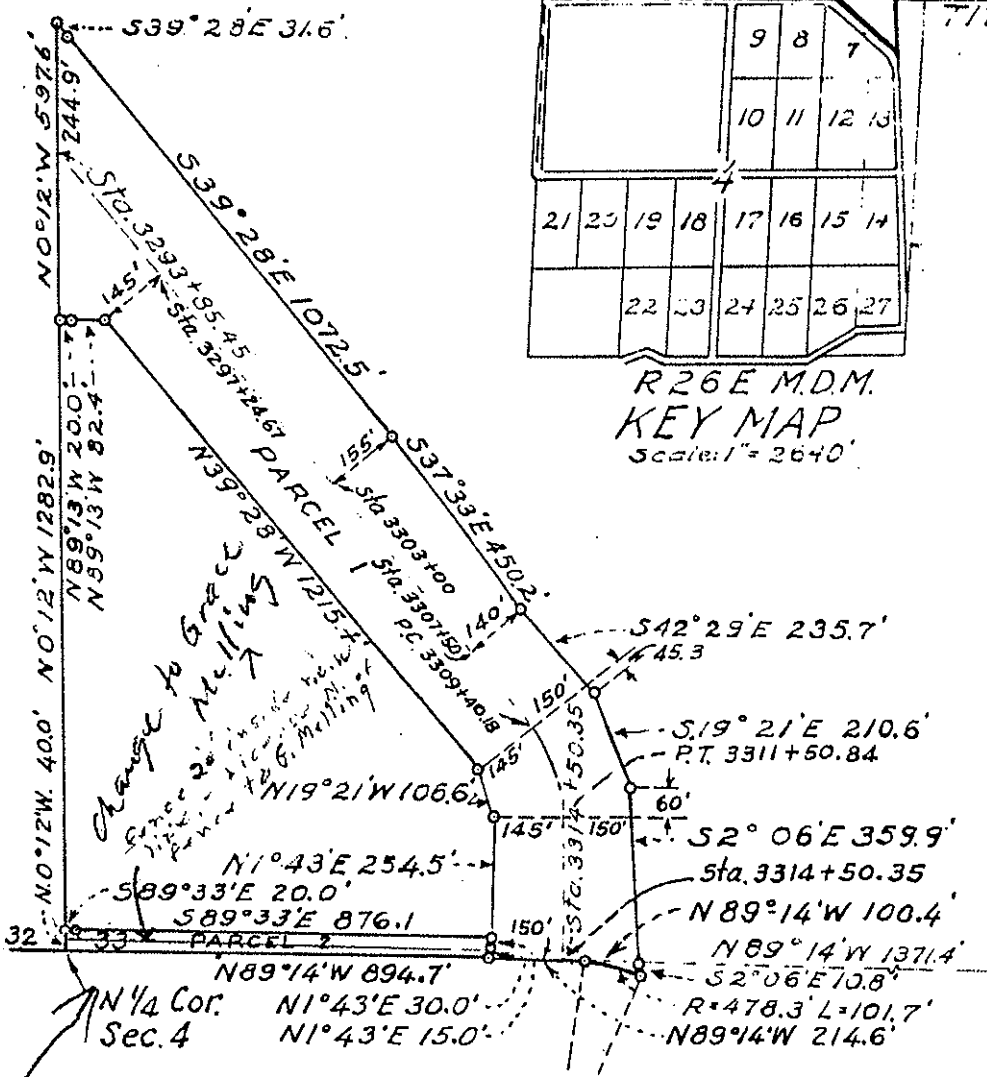 S39°28'E 31.6'
N0°12'W 597.6'
244.9'
S39°28'E 1072.5'
Sta. 3293+95.45
145'
Sta. 3297+24.67
PARCEL
1
N89°13'W 20.0'
N89°13'W 82.4'
N0°12'W 1282.9'
N39°28'W 1215.7'
155'
Sta 3303+00
S37°33'E 450.2'
Sta. 3307+50
140'
P.C. 3309+40.18
S42°29'E 235.7'
45.3
150'
145'
S.19°21'E 210.6'
P.T. 3311+50.84
60'
N19°21'W 106.6'
145'
150'
Sta. 3314+50.35
S2°06'E 359.9'
Sta. 3314+50.35
N1°43'E 254.5'
N89°14'W 100.4'
N.0°12'W. 40.0'
Change to Grace
Melling
G. Melling
S89°33'E 20.0'
S89°33'E 876.1
150'
32
33
PARCEL 2
N89°14'W 1371.4'
N89°14'W 894.7'
S2°06'E 10.8'
N 1/4 Cor.
Sec. 4
N1°43'E 30.0'
N1°43'E 15.0'
R=478.3' L=101.7'
N89°14'W 214.6'
9 8 7
10 11 12 13
4
21 20 19 18 17 16 15 14
22 23 24 25 26 27
R 26 E M.D.M.
KEY MAP
Scale: 1" = 2640'